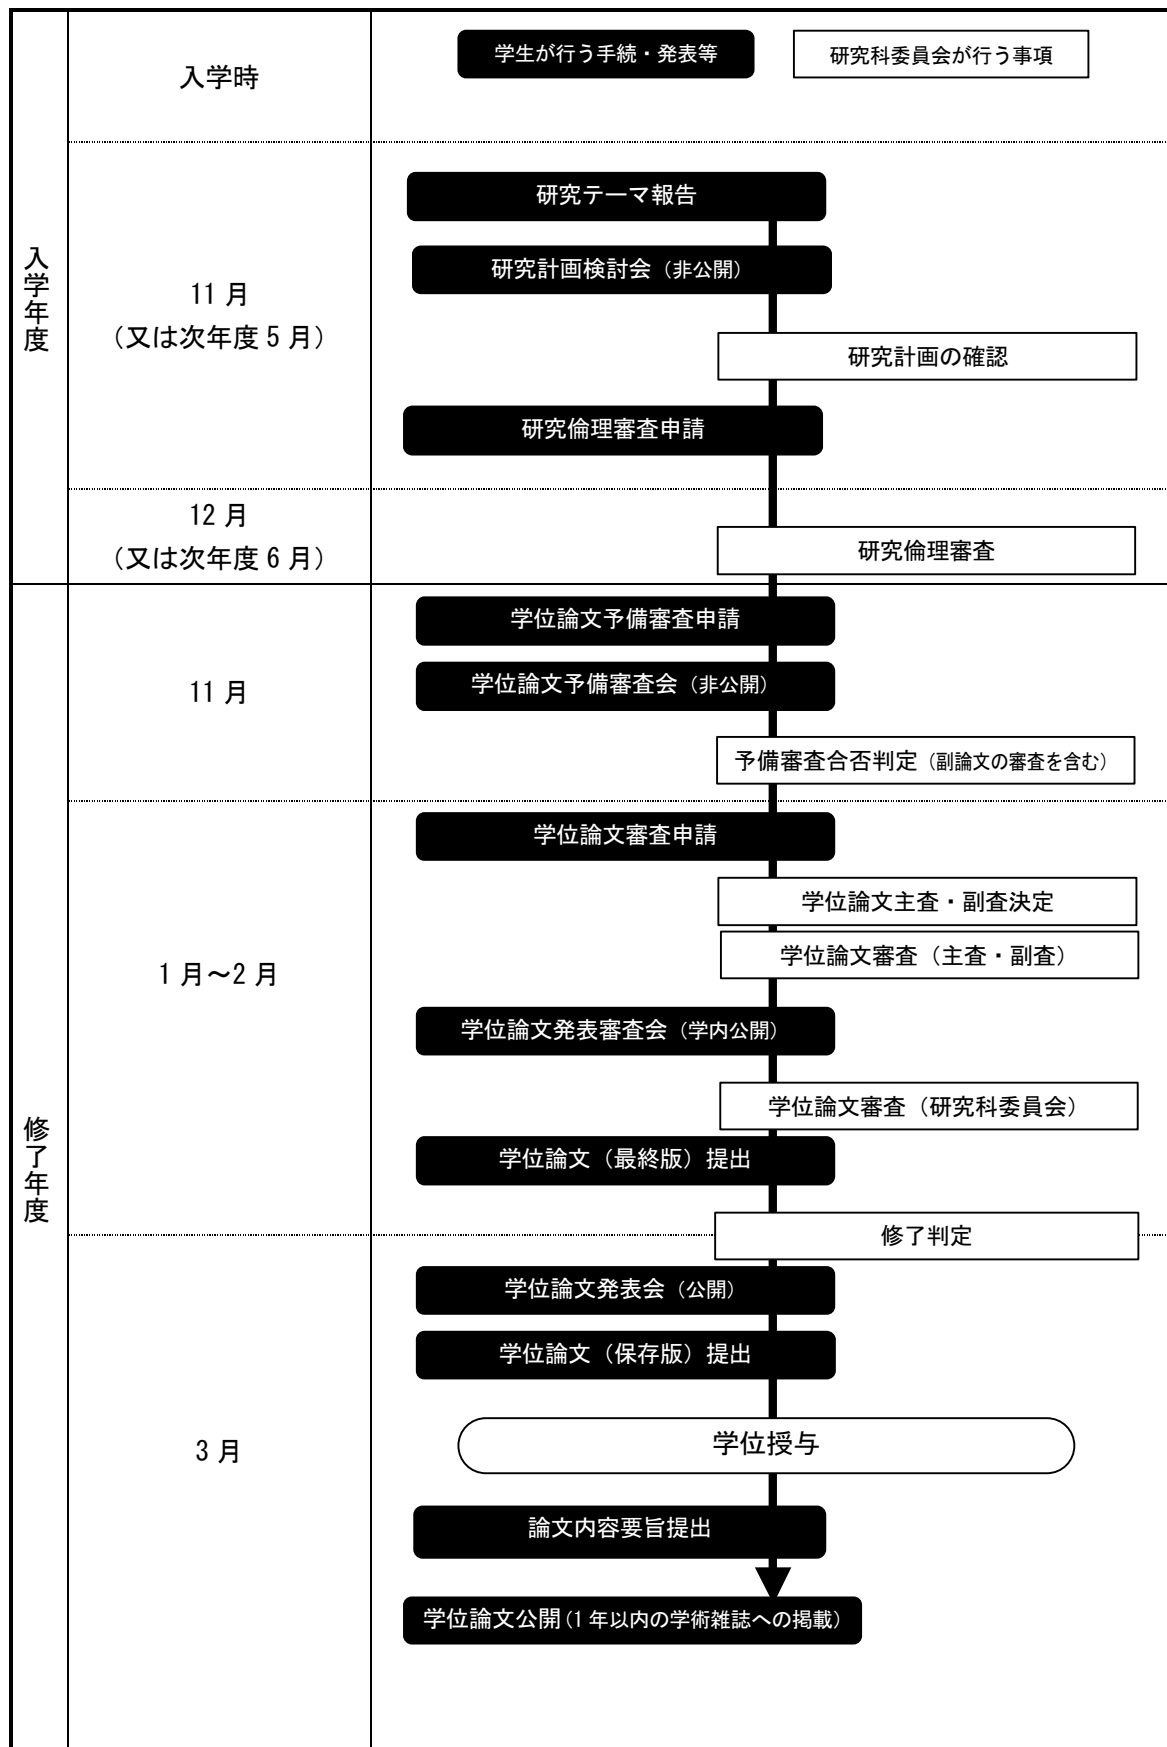 入学時
学生が行う手続・発表等
研究科委員会が行う事項
入学年度
11 月
（又は次年度 5 月）
研究テーマ報告
研究計画検討会（非公開）
研究計画の確認
研究倫理審査申請
12 月
（又は次年度 6 月）
研究倫理審査
修了年度
11 月
学位論文予備審査申請
学位論文予備審査会（非公開）
予備審査合否判定（副論文の審査を含む）
1 月～2 月
学位論文審査申請
学位論文主査・副査決定
学位論文審査（主査・副査）
学位論文発表審査会（学内公開）
学位論文審査（研究科委員会）
学位論文（最終版）提出
修了判定
3 月
学位論文発表会（公開）
学位論文（保存版）提出
学位授与
論文内容要旨提出
学位論文公開（1 年以内の学術雑誌への掲載）